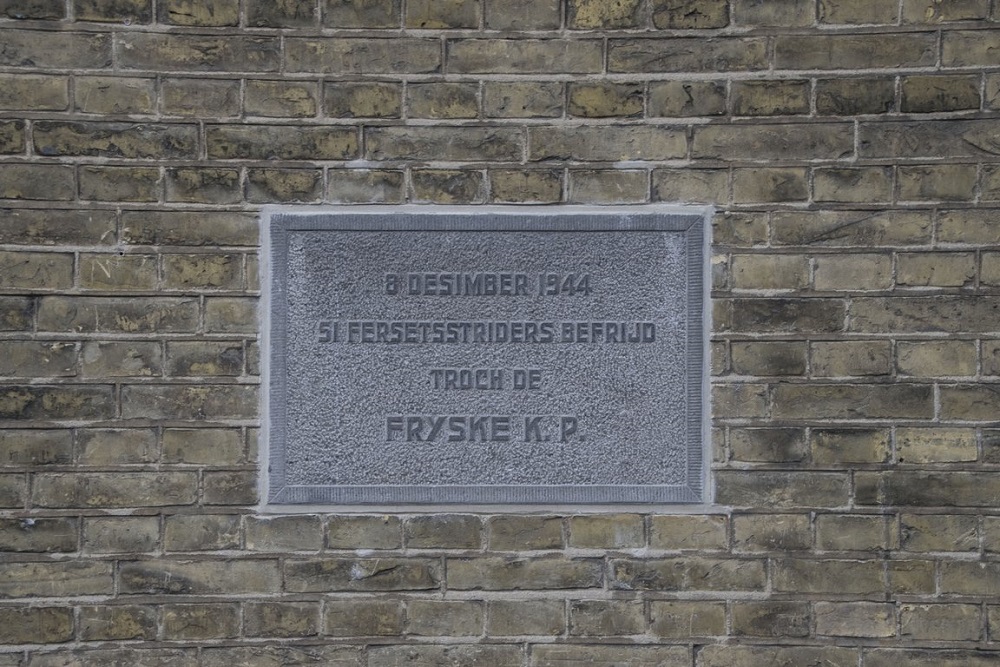 8 DESIMBER 1944
51 FERSETSSTRIDERS BEFRIJD
TROCH DE
FRYSKE K.P.